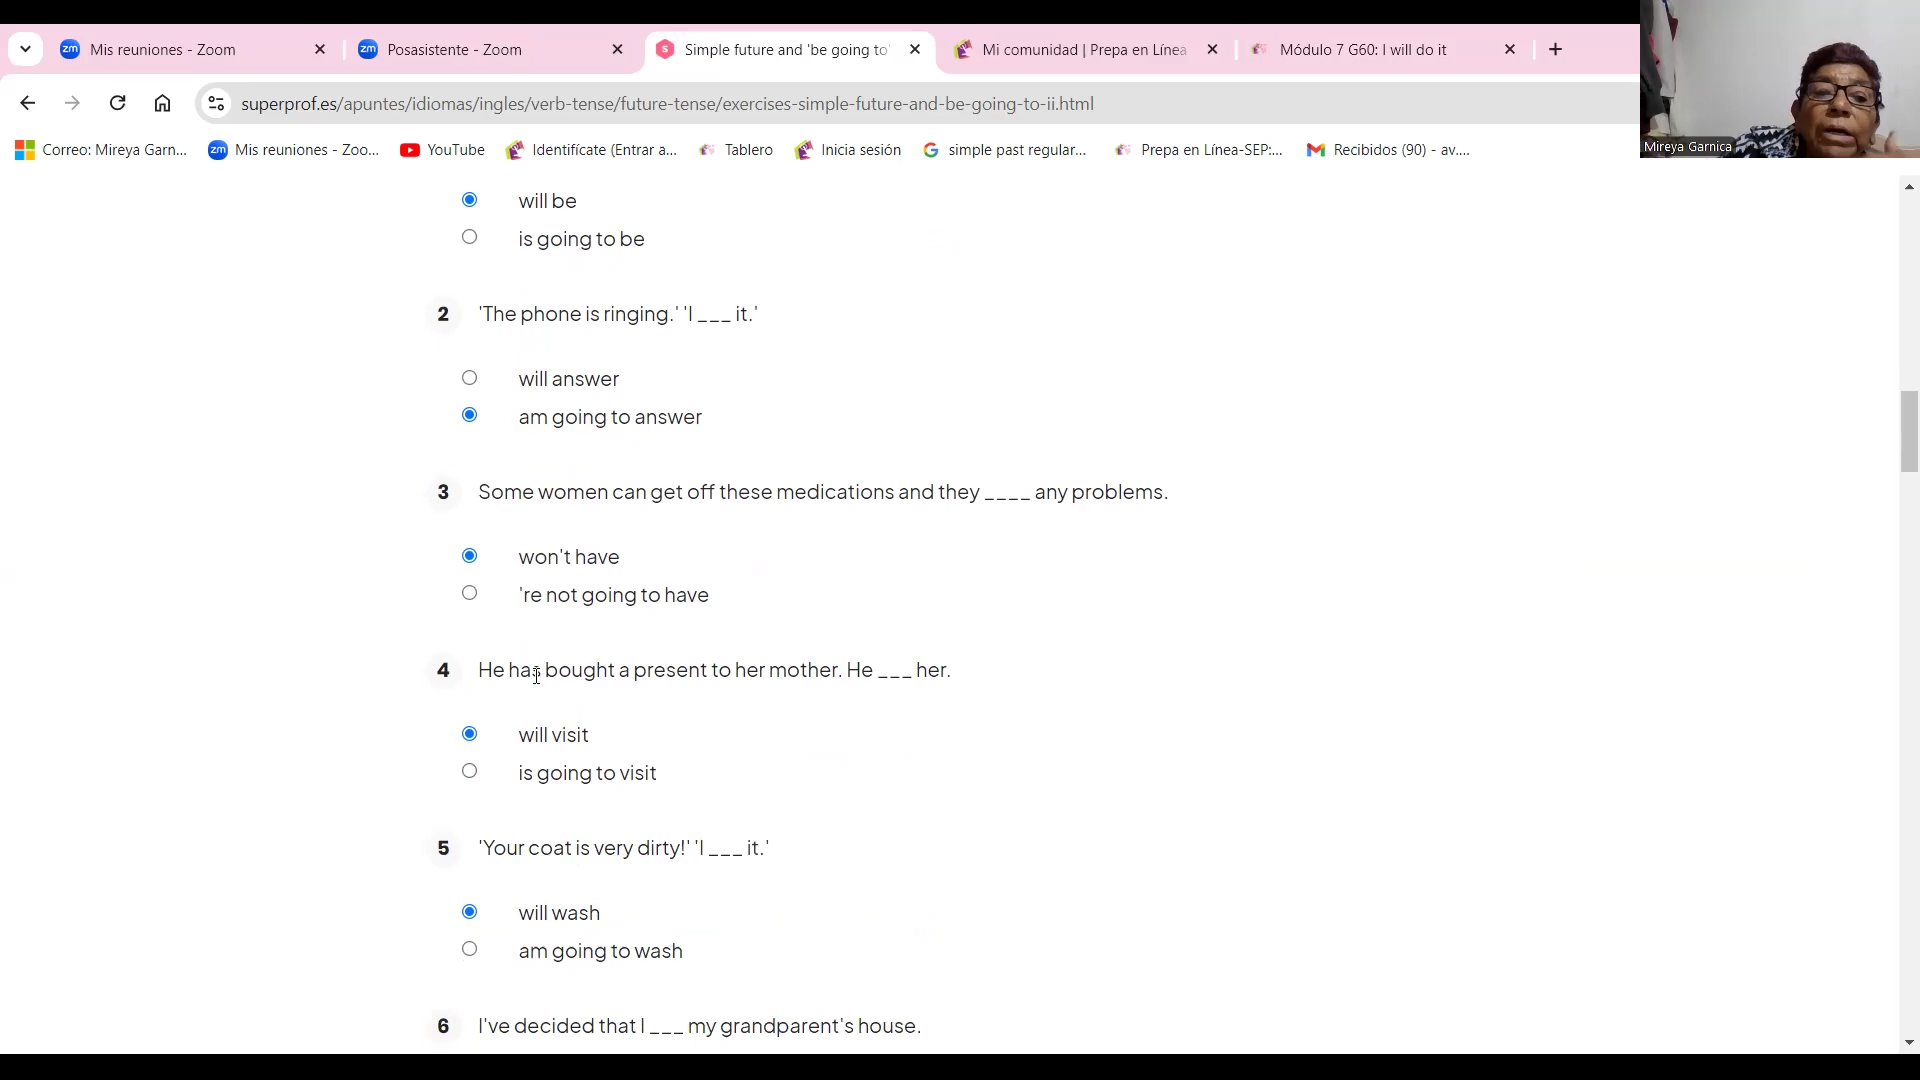 Mis reuniones - Zoom
Posasistente - Zoom
Simple future and 'be going to'
Mi comunidad | Prepa en Línea
Módulo 7 G60: I will do it
superprof.es/apuntes/idiomas/ingles/verb-tense/future-tense/exercises-simple-future-and-be-going-to-ii.html
Correo: Mireya Garn...
Mis reuniones - Zoo...
YouTube
Identifícate (Entrar a...
Tablero
Inicia sesión
simple past regular...
Prepa en Línea-SEP:...
Recibidos (90) - av....
Mireya Garnica
will be
is going to be
2 'The phone is ringing.' 'I ___ it.'
will answer
am going to answer
3 Some women can get off these medications and they ____ any problems.
won't have
're not going to have
4 He has bought a present to her mother. He ___ her.
will visit
is going to visit
5 'Your coat is very dirty!' 'I ___ it.'
will wash
am going to wash
6 I've decided that I ___ my grandparent's house.